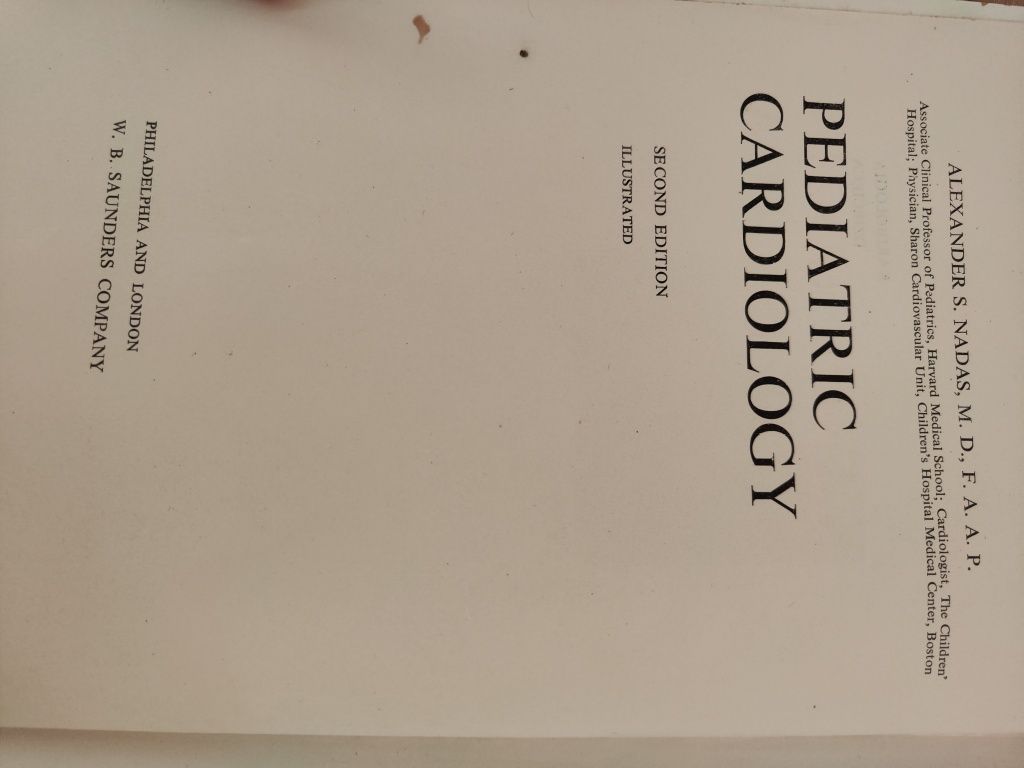 ALEXANDER S. NADAS, M. D., F. A. A. P.
Associate Clinical Professor of Pediatrics, Harvard Medical School; Cardiologist, The Children'
Hospital; Physician, Sharon Cardiovascular Unit, Children's Hospital Medical Center, Boston
PEDIATRIC
CARDIOLOGY
SECOND EDITION
ILLUSTRATED
PHILADELPHIA AND LONDON
W. B. SAUNDERS COMPANY